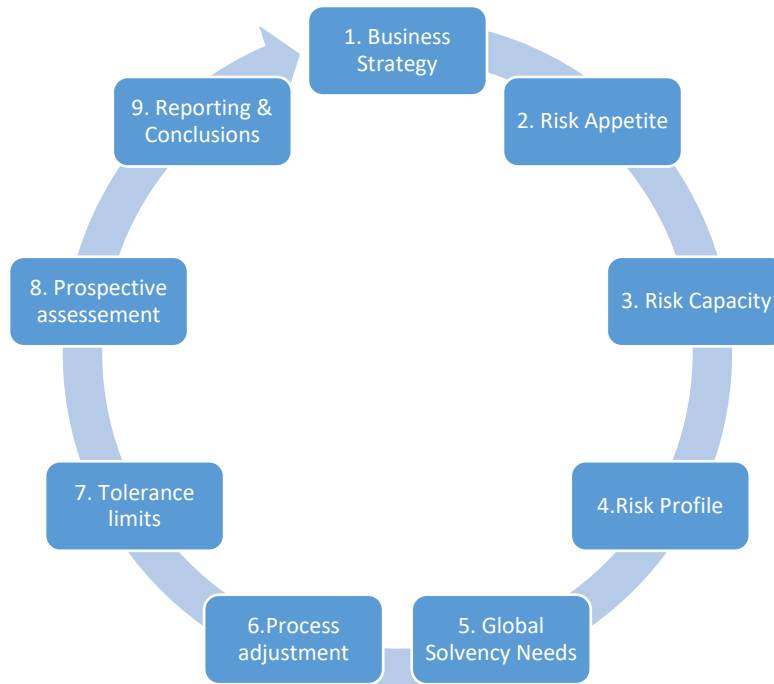 1. Business
Strategy
2. Risk Appetite
3. Risk Capacity
4.Risk Profile
5. Global
Solvency Needs
6.Process
adjustment
7. Tolerance
limits
8. Prospective
assessement
9. Reporting &
Conclusions